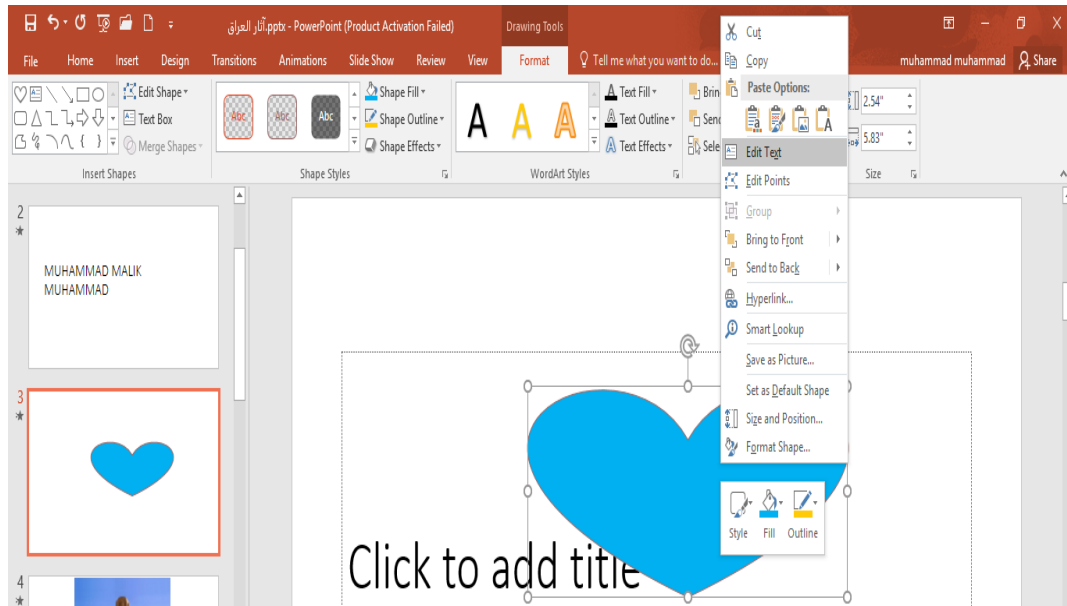 آثار العراق.pptx - PowerPoint (Product Activation Failed)
Drawing Tools
File Home Insert Design Transitions Animations Slide Show Review View Format Tell me what you want to do... muhammad muhammad Share
Edit Shape
Text Box
Merge Shapes
Insert Shapes
Abc Abc Abc
Shape Fill
Shape Outline
Shape Effects
Shape Styles
A A A
Text Fill
Text Outline
Text Effects
WordArt Styles
Brin
Send
Sele
2.54"
5.83"
Size
Cut
Copy
Paste Options:
Edit Text
Edit Points
Group
Bring to Front
Send to Back
Hyperlink...
Smart Lookup
Save as Picture...
Set as Default Shape
Size and Position...
Format Shape...
Style Fill Outline
2
MUHAMMAD MALIK
MUHAMMAD
3
4
Click to add title